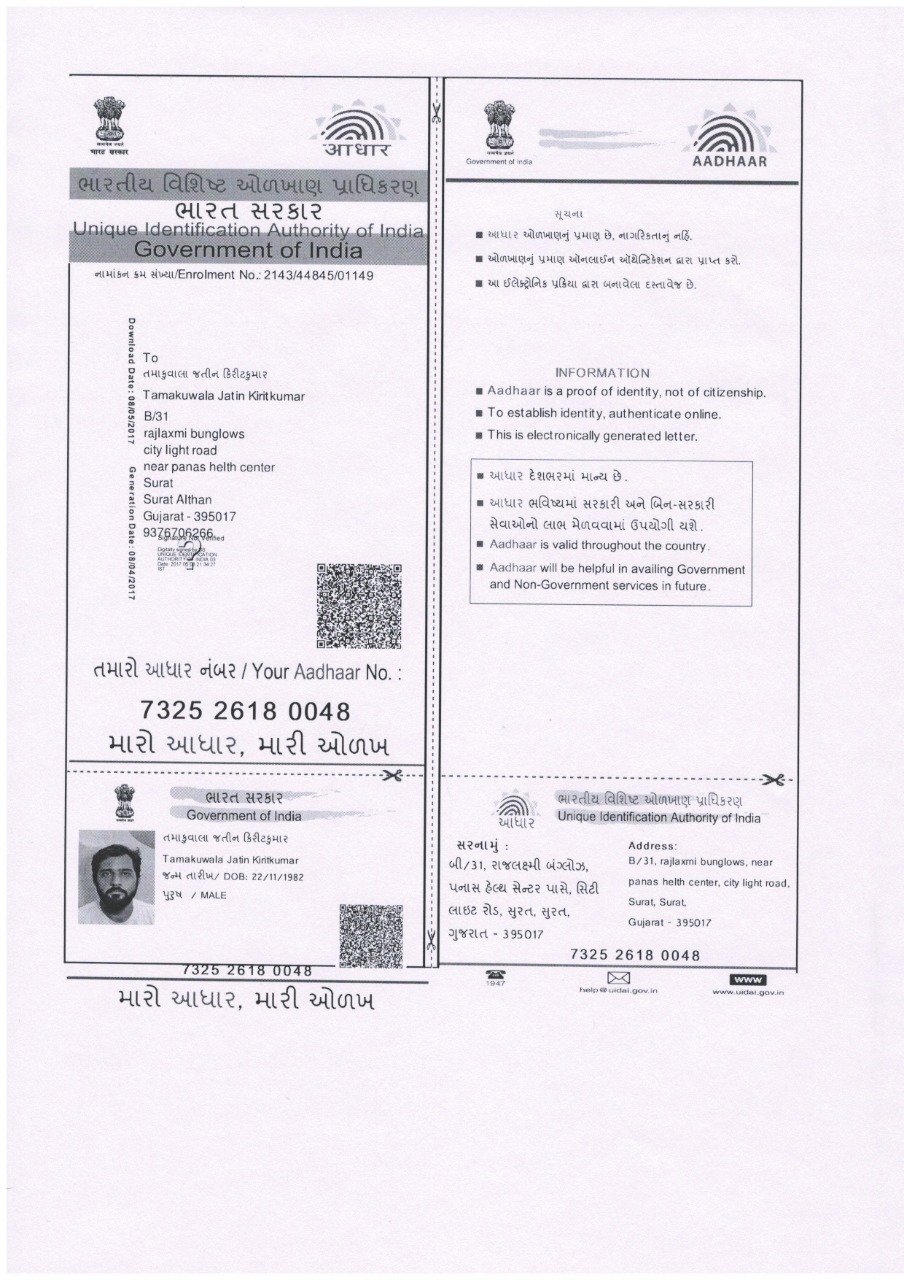 सत्यमेव जयते
भारत सरकार
आधार
ભારતીય વિશિષ્ટ ઓળખાણ પ્રાધિકરણ
ભારત સરકાર
Unique Identification Authority of India
Government of India
નામાંકન ક્રમ સંખ્યા/Enrolment No.: 2143/44845/01149
Download Date: 08/05/2017
Generation Date: 08/04/2017
To
તમાકુવાલા જતીન કિરીટકુમાર
Tamakuwala Jatin Kiritkumar
B/31
rajlaxmi bunglows
city light road
near panas helth center
Surat
Surat Althan
Gujarat - 395017
9376706266
Signature Not Verified
Digitally signed by
UNIQUE IDENTIFICATION
AUTHORITY OF INDIA 03
Date: 2017
IST
તમારો આધાર નંબર / Your Aadhaar No. :
7325 2618 0048
મારો આધાર, મારી ઓળખ
Government of India
AADHAAR
સૂચના
■ આધાર ઓળખાણનું પ્રમાણ છે, નાગરિકતાનું નહિં.
■ ઓળખાણનું પ્રમાણ ઓનલાઈન ઓથેન્ટિકેશન દ્વારા પ્રાપ્ત કરો.
■ આ ઈલેક્ટ્રોનિક પ્રક્રિયા દ્વારા બનાવેલા દસ્તાવેજ છે.
INFORMATION
■ Aadhaar is a proof of identity, not of citizenship.
■ To establish identity, authenticate online.
■ This is electronically generated letter.
■ આધાર દેશભરમાં માન્ય છે .
■ આધાર ભવિષ્યમાં સરકારી અને બિન-સરકારી
સેવાઓનો લાભ મેળવવામાં ઉપયોગી થશે .
■ Aadhaar is valid throughout the country.
■ Aadhaar will be helpful in availing Government
and Non-Government services in future.
ભારત સરકાર
Government of India
તમાકુવાલા જતીન કિરીટકુમાર
Tamakuwala Jatin Kiritkumar
જન્મ તારીખ/ DOB: 22/11/1982
પુરુષ / MALE
7325 2618 0048
મારો આધાર, મારી ઓળખ
આધાર
ભારતીય વિશિષ્ટ ઓળખાણ પ્રાધિકરણ
Unique Identification Authority of India
સરનામું :
બી/31, રાજલક્ષ્મી બંગ્લોઝ,
પનાસ હેલ્થ સેન્ટર પાસે, સિટી
લાઇટ રોડ, સુરત, સુરત,
ગુજરાત - 395017
Address:
B/31, rajlaxmi bunglows, near
panas helth center, city light road,
Surat, Surat,
Gujarat - 395017
7325 2618 0048
1947
help@uidai.gov.in
www
www.uidai.gov.in